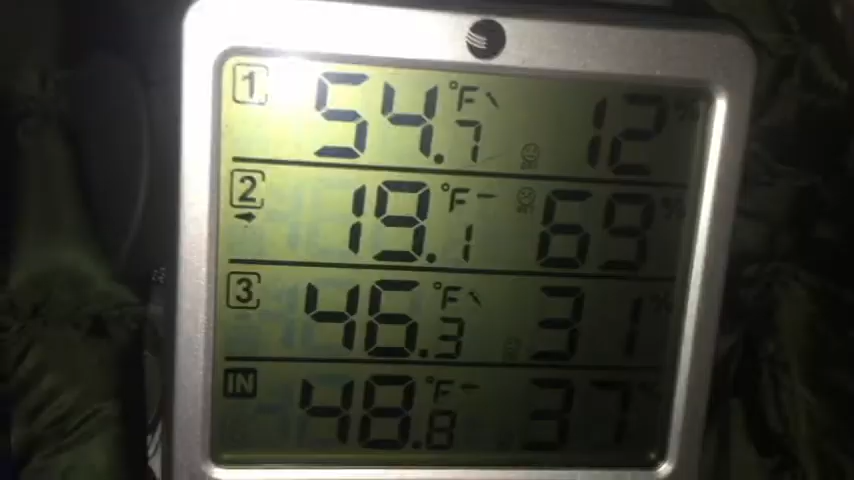 1 54.7 °F 12 %
2 19.1 °F 69 %
3 46.3 °F 31 %
IN 48.8 °F 37 %